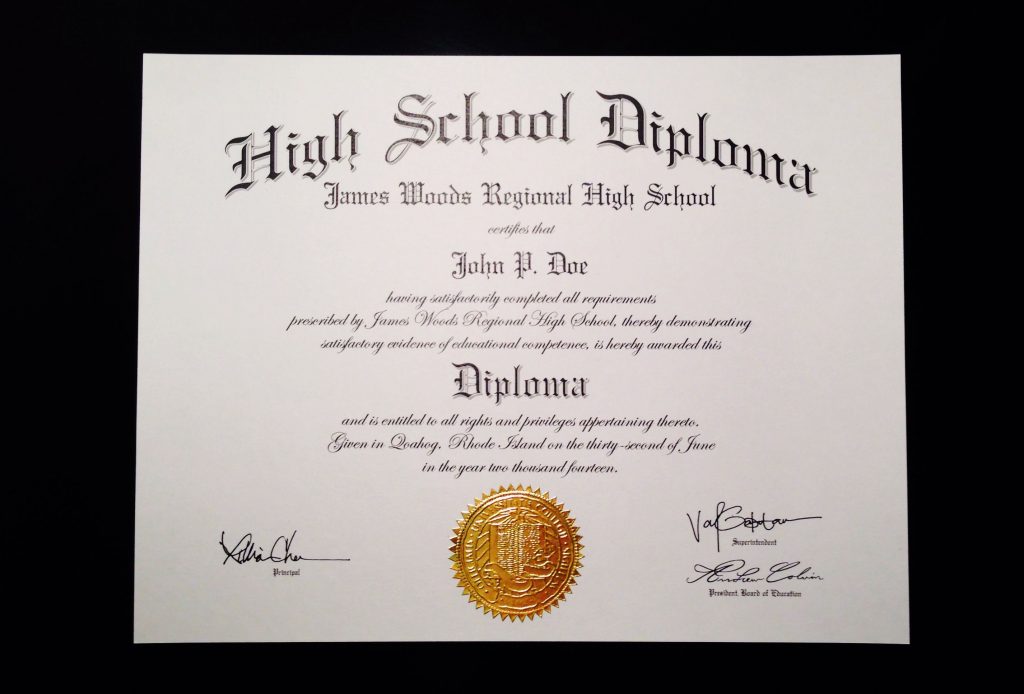 High School Diploma
James Woods Regional High School
certifies that
John P. Doe
having satisfactorily completed all requirements
prescribed by James Woods Regional High School, thereby demonstrating
satisfactory evidence of educational competence, is hereby awarded this
Diploma
and is entitled to all rights and privileges appertaining thereto.
Given in Qoahog, Rhode Island on the thirty-second of June
in the year two thousand fourteen.
Principal
Superintendent
Andrew Colvin
President, Board of Education